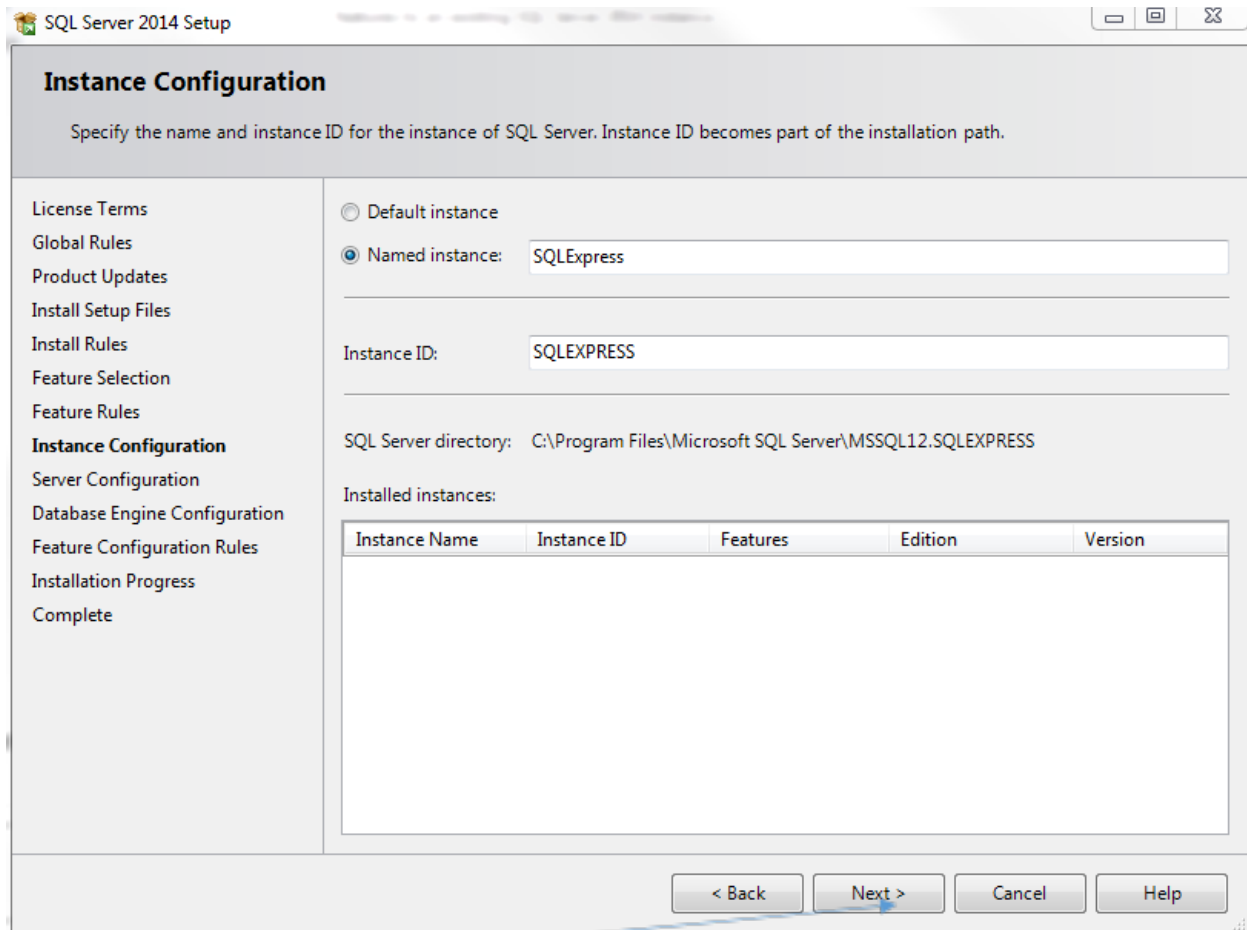 SQL Server 2014 Setup
Instance Configuration
Specify the name and instance ID for the instance of SQL Server. Instance ID becomes part of the installation path.
License Terms
Global Rules
Product Updates
Install Setup Files
Install Rules
Feature Selection
Feature Rules
Instance Configuration
Server Configuration
Database Engine Configuration
Feature Configuration Rules
Installation Progress
Complete
Default instance
Named instance: SQLExpress
Instance ID: SQLEXPRESS
SQL Server directory: C:\Program Files\Microsoft SQL Server\MSSQL12.SQLEXPRESS
Installed instances:
Instance Name Instance ID Features Edition Version
< Back Next > Cancel Help